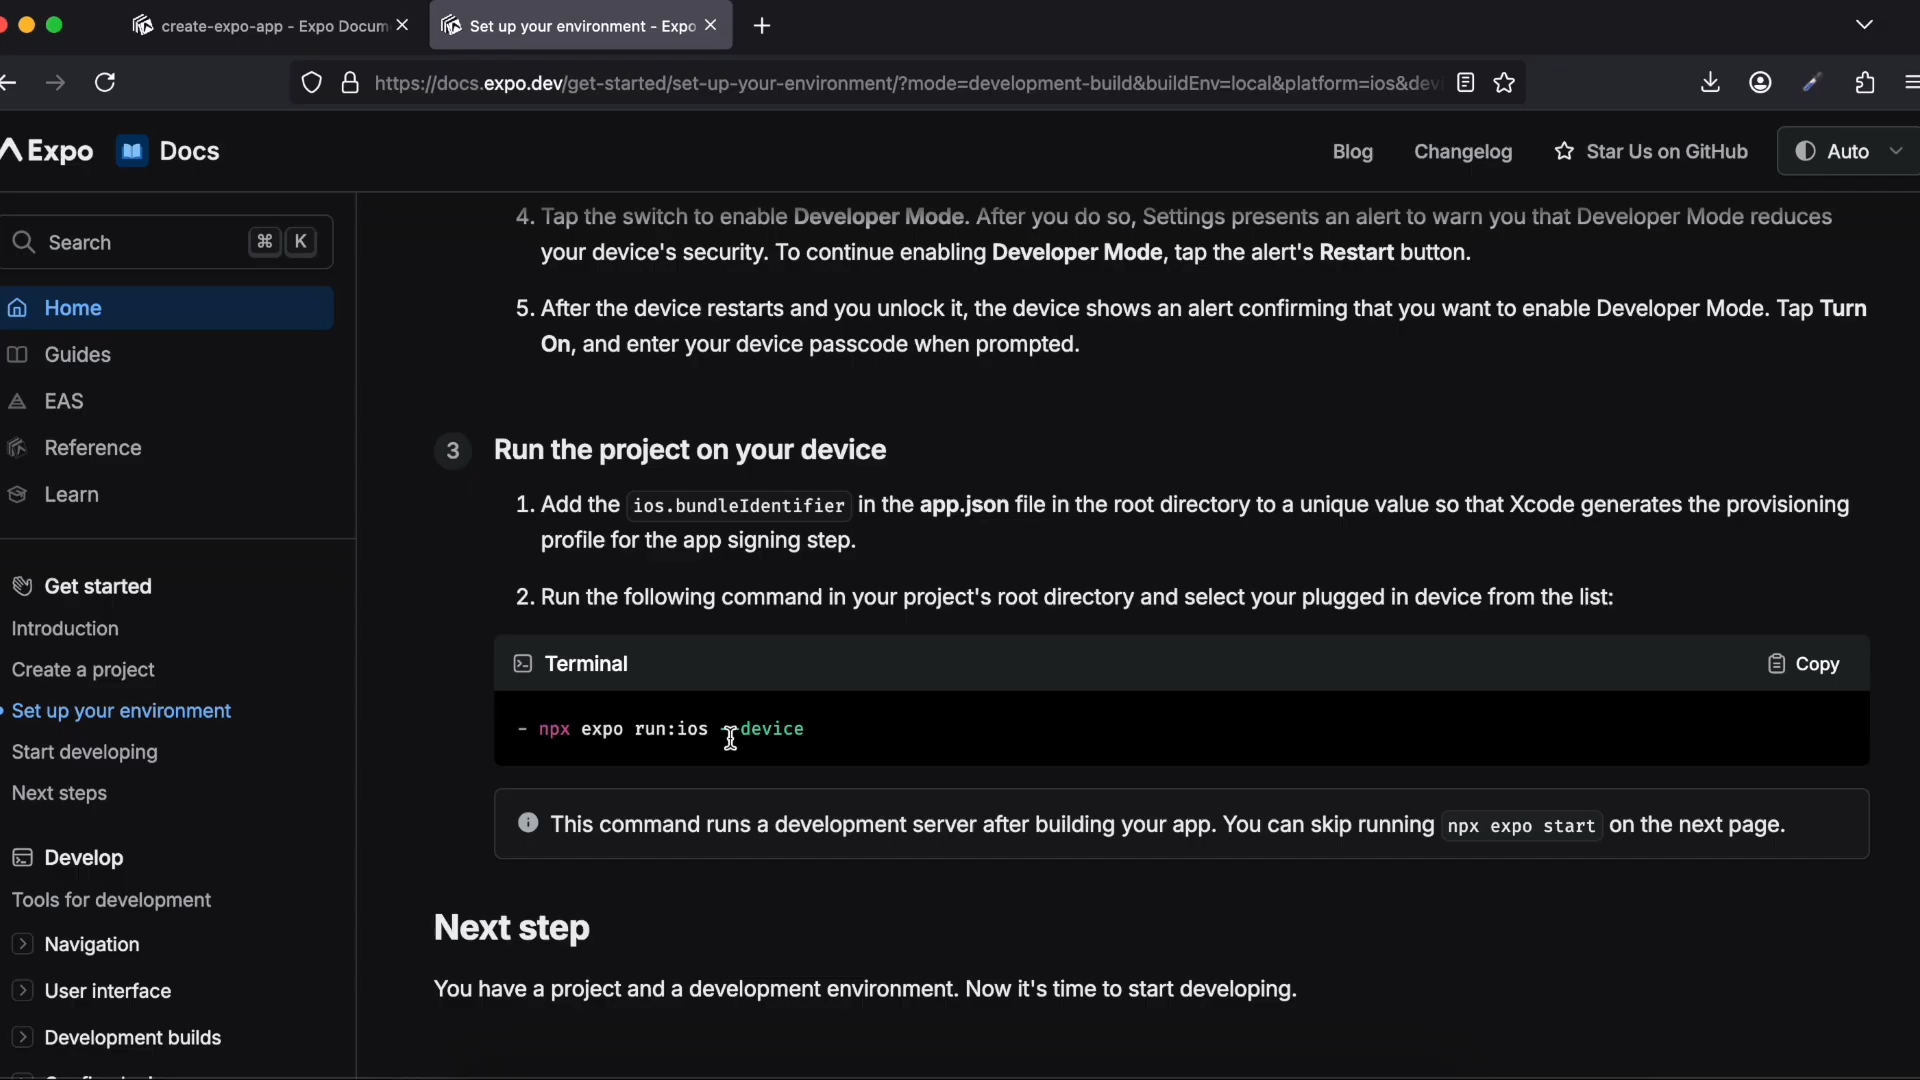 create-expo-app - Expo Docum
Set up your environment - Expo
https://docs.expo.dev/get-started/set-up-your-environment/?mode=development-build&buildEnv=local&platform=ios&dev
Expo Docs
Blog
Changelog
Star Us on GitHub
Auto
Search
⌘ K
Home
Guides
EAS
Reference
Learn
Get started
Introduction
Create a project
Set up your environment
Start developing
Next steps
Develop
Tools for development
Navigation
User interface
Development builds
4. Tap the switch to enable Developer Mode. After you do so, Settings presents an alert to warn you that Developer Mode reduces
your device's security. To continue enabling Developer Mode, tap the alert's Restart button.
5. After the device restarts and you unlock it, the device shows an alert confirming that you want to enable Developer Mode. Tap Turn
On, and enter your device passcode when prompted.
3 Run the project on your device
1. Add the ios.bundleIdentifier in the app.json file in the root directory to a unique value so that Xcode generates the provisioning
profile for the app signing step.
2. Run the following command in your project's root directory and select your plugged in device from the list:
Terminal
Copy
- npx expo run:ios --device
This command runs a development server after building your app. You can skip running npx expo start on the next page.
Next step
You have a project and a development environment. Now it's time to start developing.